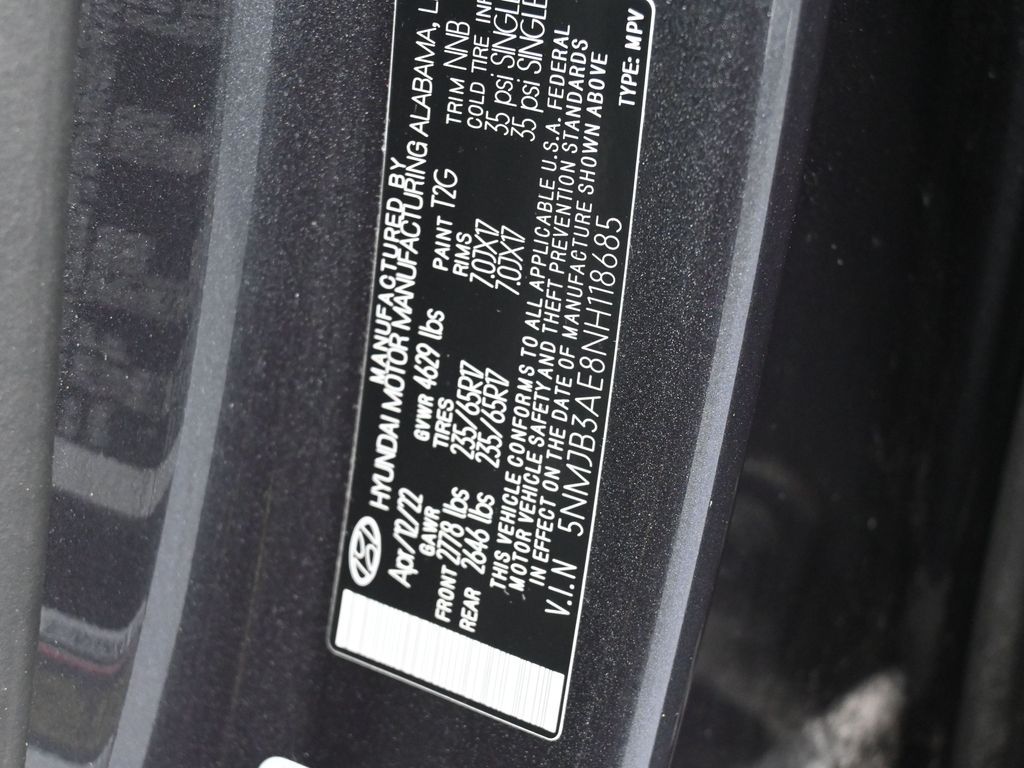 MANUFACTURED BY
HYUNDAI MOTOR MANUFACTURING ALABAMA, L
Apr/12/22 GVWR 4629 lbs PAINT T2G TRIM NNB
GAWR TIRES RIMS COLD TIRE INF
FRONT 2778 lbs 235/65R17 7.0JX17 35 psi SINGLE
REAR 2646 lbs 235/65R17 7.0JX17 35 psi SINGLE
THIS VEHICLE CONFORMS TO ALL APPLICABLE U.S.A. FEDERAL
MOTOR VEHICLE SAFETY AND THEFT PREVENTION STANDARDS
IN EFFECT ON THE DATE OF MANUFACTURE SHOWN ABOVE
V.I.N 5NMJB3AE8NH118685 TYPE: MPV